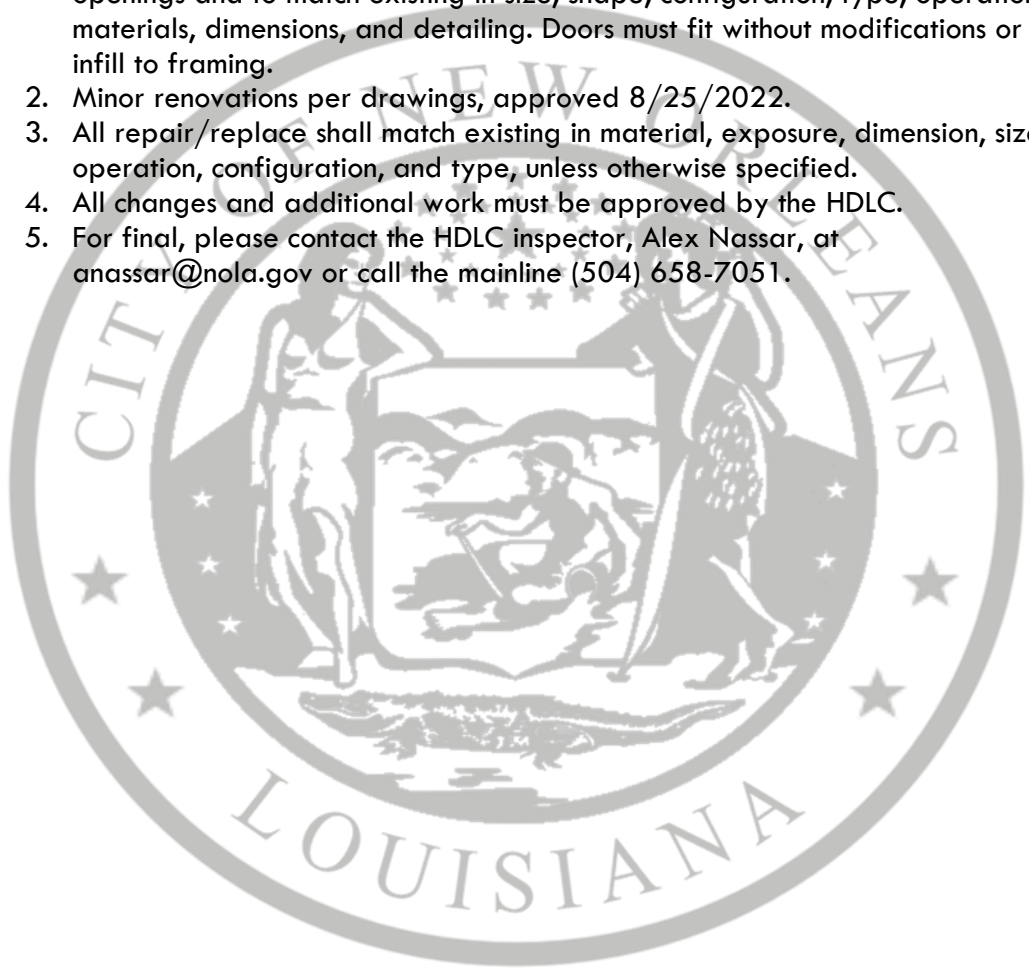 openings and to match existing in size, shape, configuration, type, operation
materials, dimensions, and detailing. Doors must fit without modifications or
infill to framing.
2. Minor renovations per drawings, approved 8/25/2022.
3. All repair/replace shall match existing in material, exposure, dimension, size
operation, configuration, and type, unless otherwise specified.
4. All changes and additional work must be approved by the HDLC.
5. For final, please contact the HDLC inspector, Alex Nassar, at
anassar@nola.gov or call the mainline (504) 658-7051.
CITY OF NEW ORLEANS
LOUISIANA